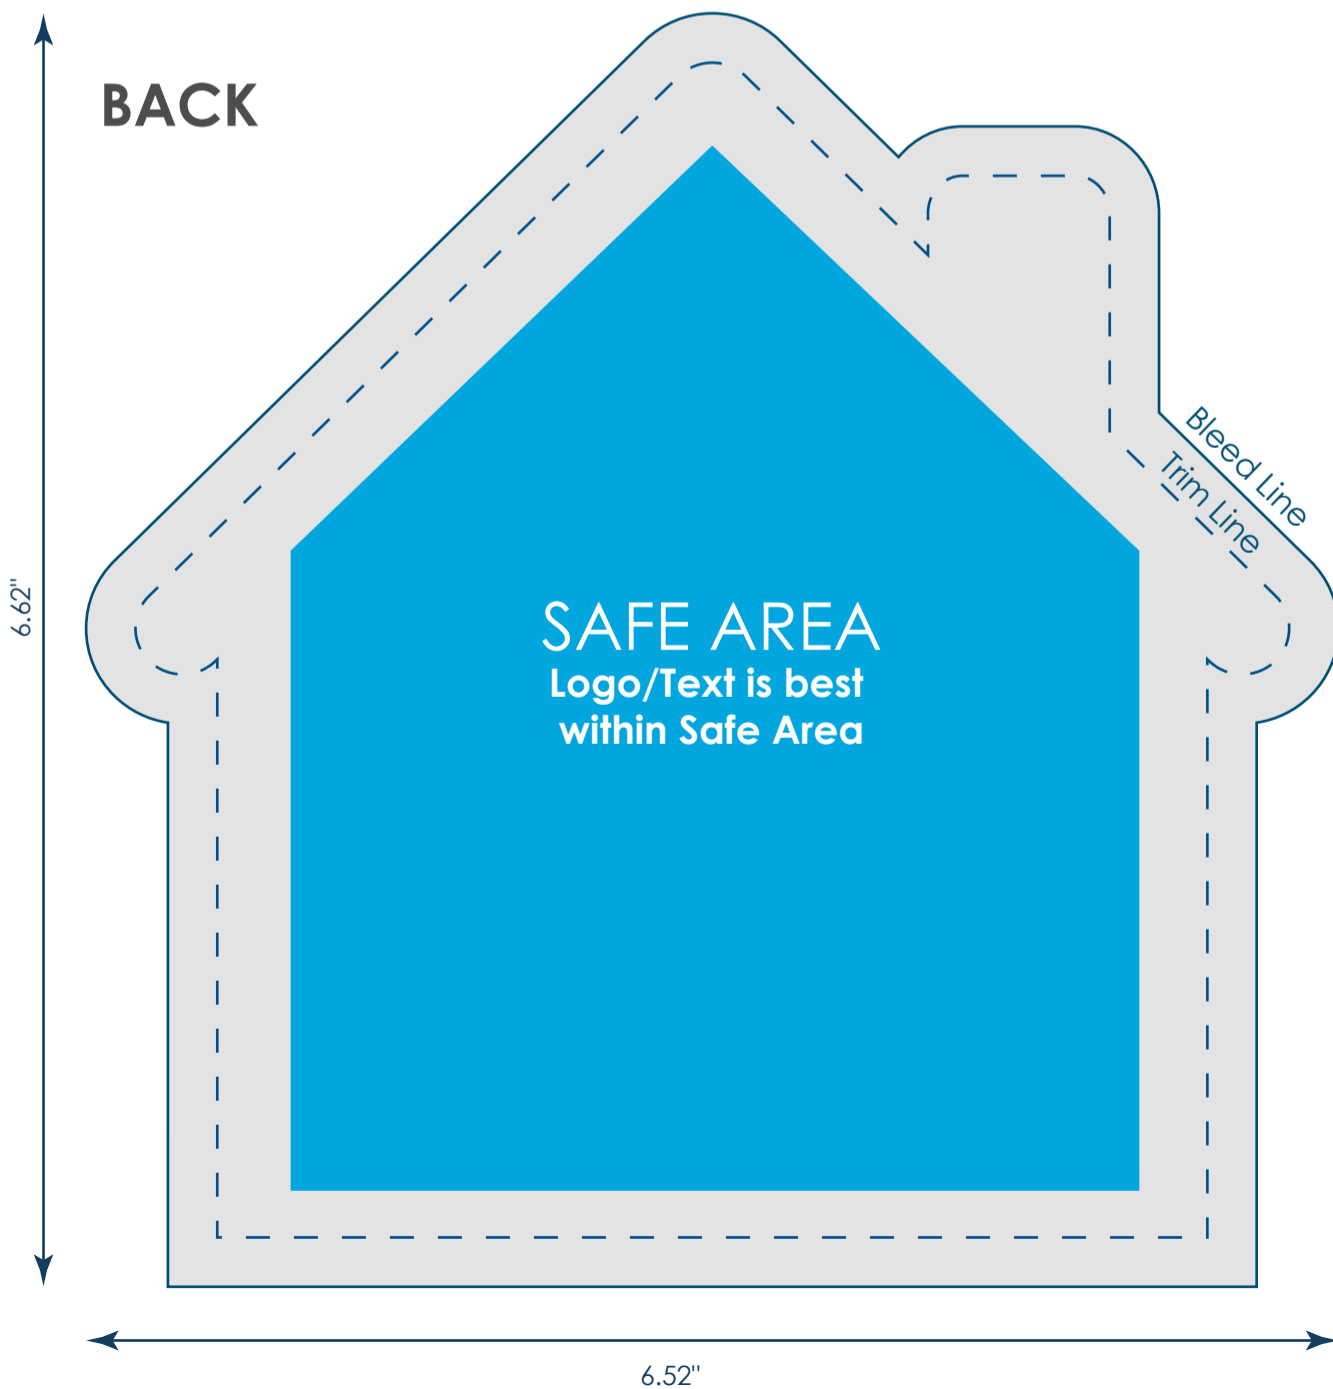 BACK
Bleed Line
Trim Line
6.62"
SAFE AREA
Logo/Text is best
within Safe Area
6.52"